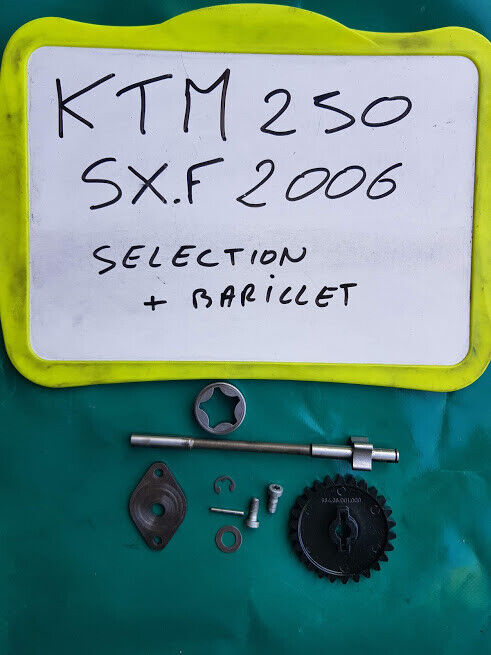 KTM 250
SX.F 2006
SELECTION
+ BARILLET